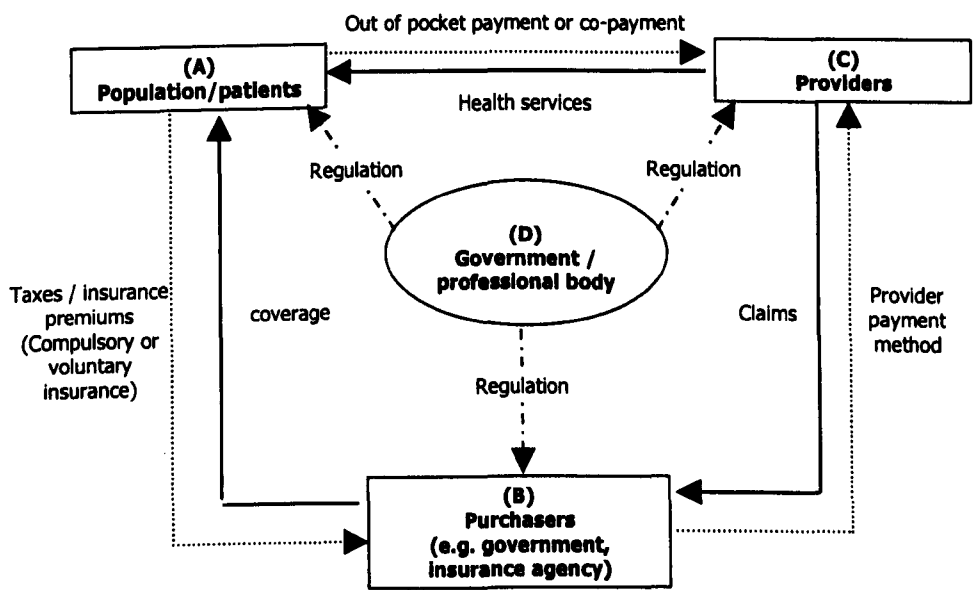 Out of pocket payment or co-payment
(A)
Population/patients
(C)
Providers
Health services
Regulation
Regulation
(D)
Government /
professional body
Taxes / insurance
premiums
(Compulsory or
voluntary
insurance)
coverage
Claims
Provider
payment
method
Regulation
(B)
Purchasers
(e.g. government,
insurance agency)